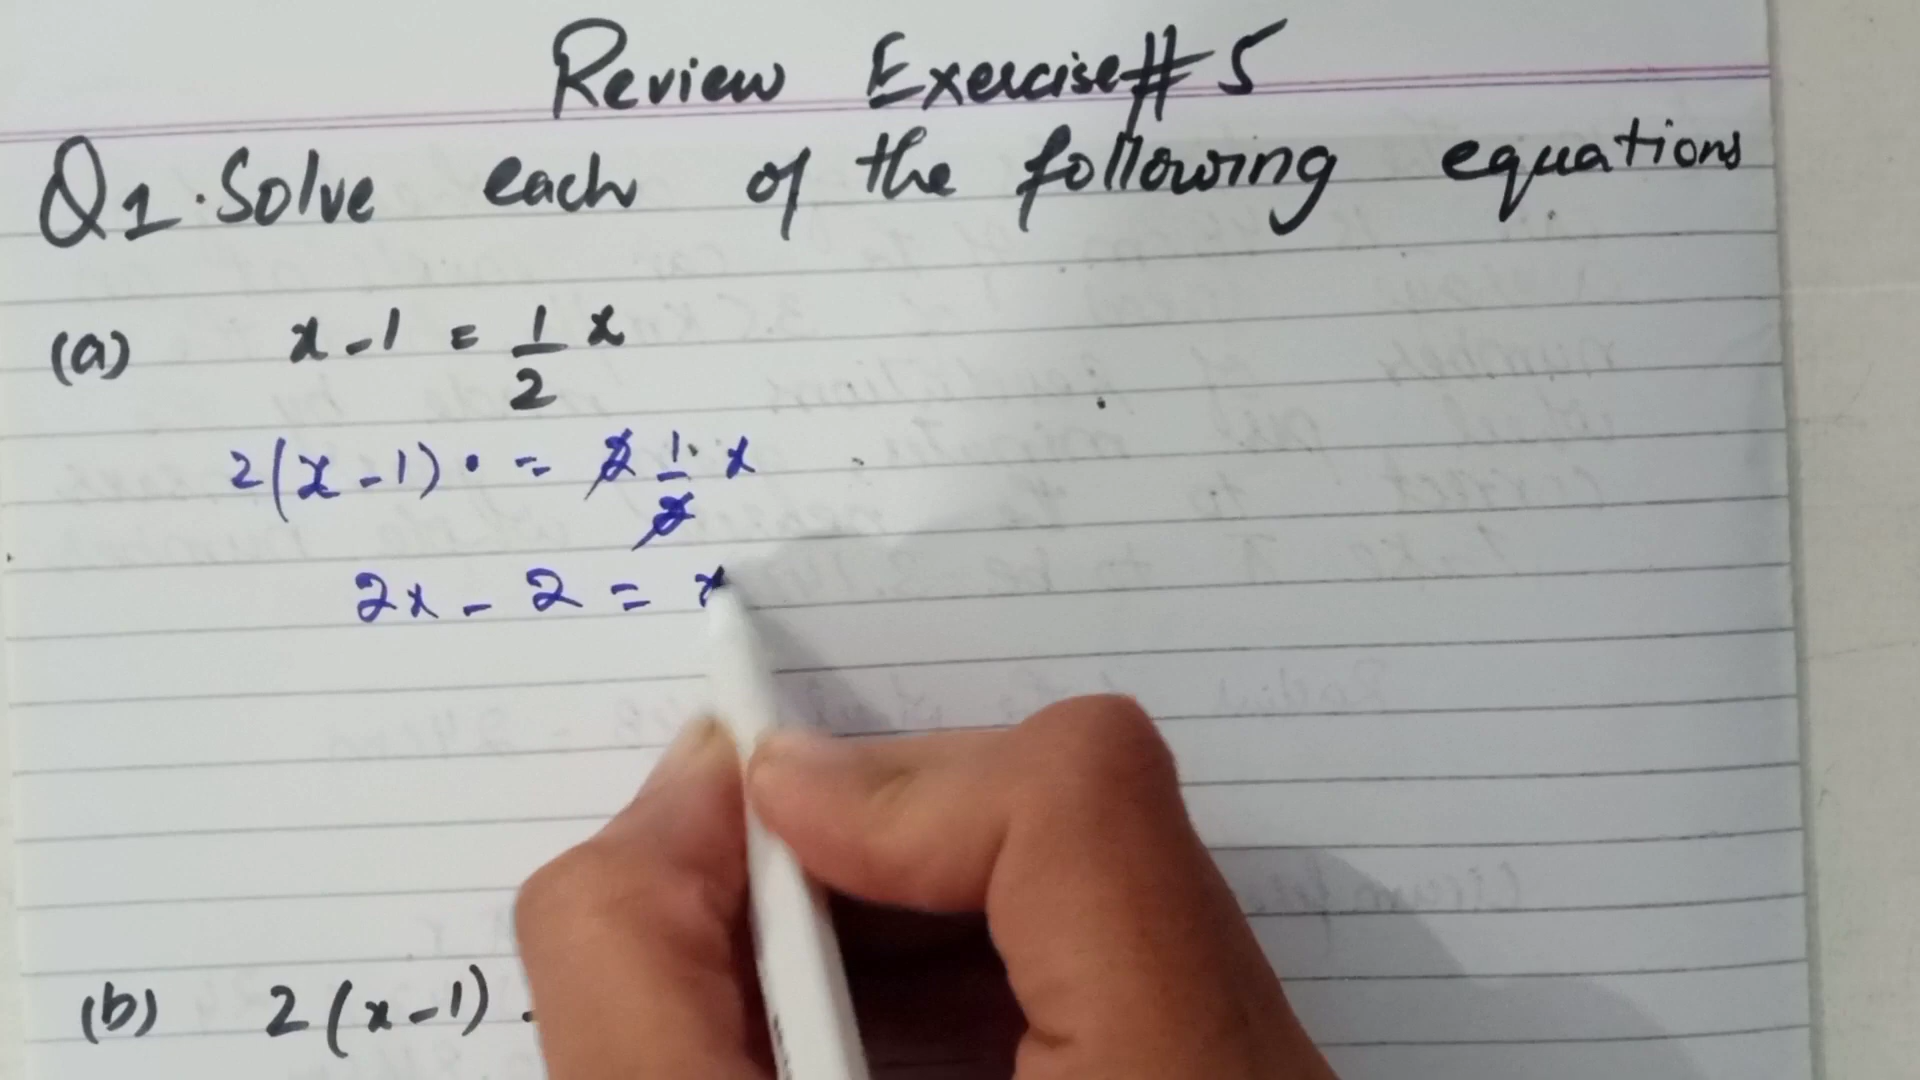 Review Exercise # 5
Q1. Solve each of the following equations
(a) x - 1 = 1/2 x
2(x - 1) = 2 1/2 x
2x - 2 = x
(b) 2(x - 1)